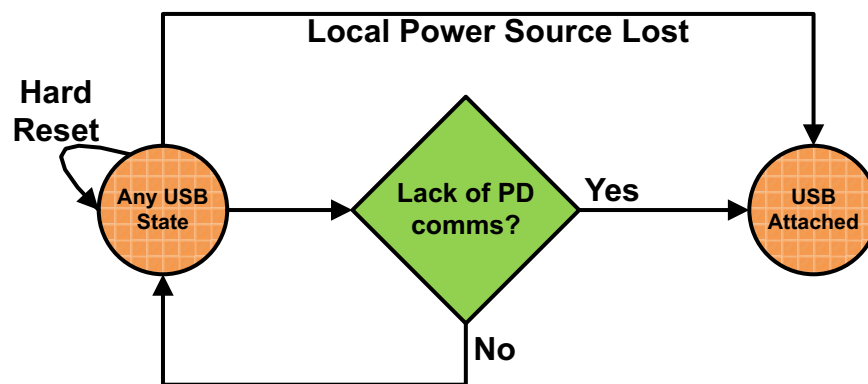 Local Power Source Lost
Hard
Reset
Any USB
State
Lack of PD
comms?
Yes
USB
Attached
No